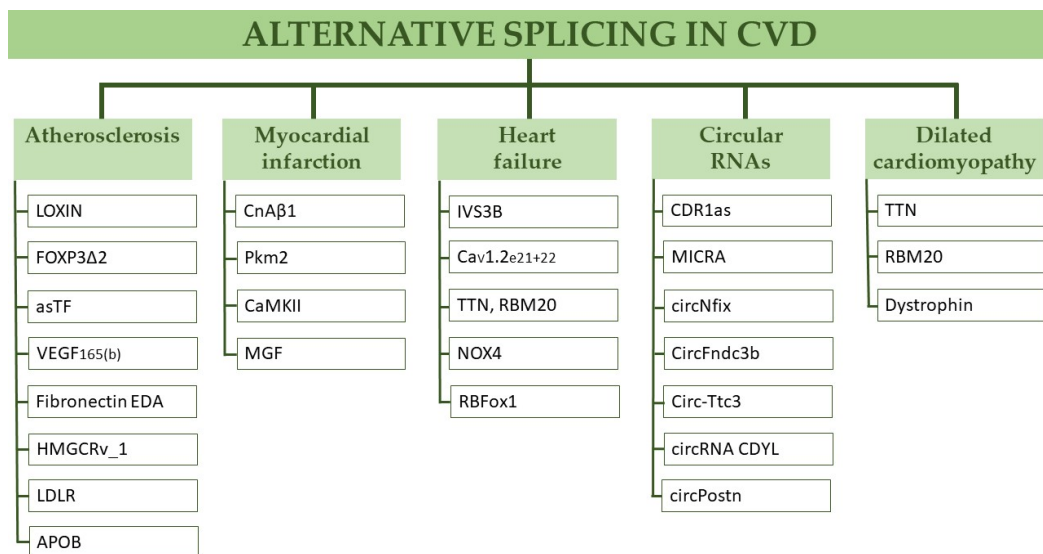 ALTERNATIVE SPLICING IN CVD
Atherosclerosis
LOXIN
FOXP3Δ2
asTF
VEGF165(b)
Fibronectin EDA
HMGCRv_1
LDLR
APOB
Myocardial
infarction
CnAβ1
Pkm2
CaMKII
MGF
Heart
failure
IVS3B
Cav1.2e21+22
TTN, RBM20
NOX4
RBFox1
Circular
RNAs
CDR1as
MICRA
circNfix
CircFndc3b
Circ-Ttc3
circRNA CDYL
circPostn
Dilated
cardiomyopathy
TTN
RBM20
Dystrophin